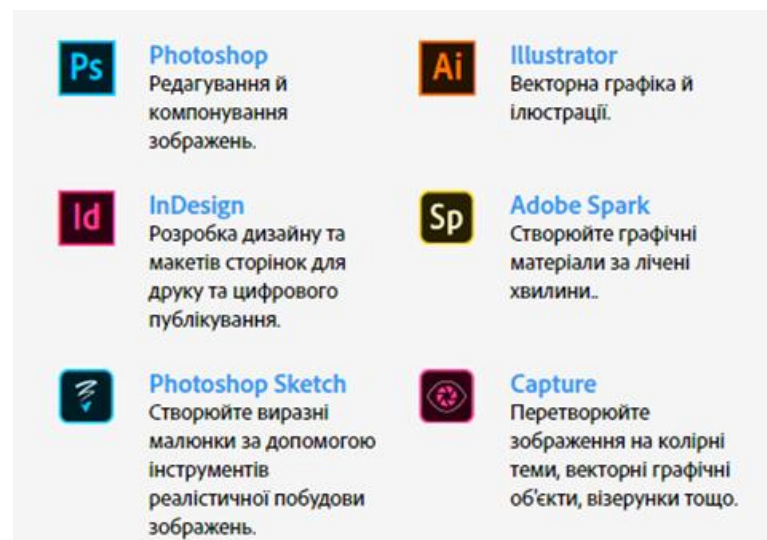 Ps
Photoshop
Редагування й
компонування
зображень.
Ai
Illustrator
Векторна графіка й
ілюстрації.
Id
InDesign
Розробка дизайну та
макетів сторінок для
друку та цифрового
публікування.
Sp
Adobe Spark
Створюйте графічні
матеріали за лічені
хвилини..
Photoshop Sketch
Створюйте виразні
малюнки за допомогою
інструментів
реалістичної побудови
зображень.
Capture
Перетворюйте
зображення на колірні
теми, векторні графічні
об'єкти, візерунки тощо.